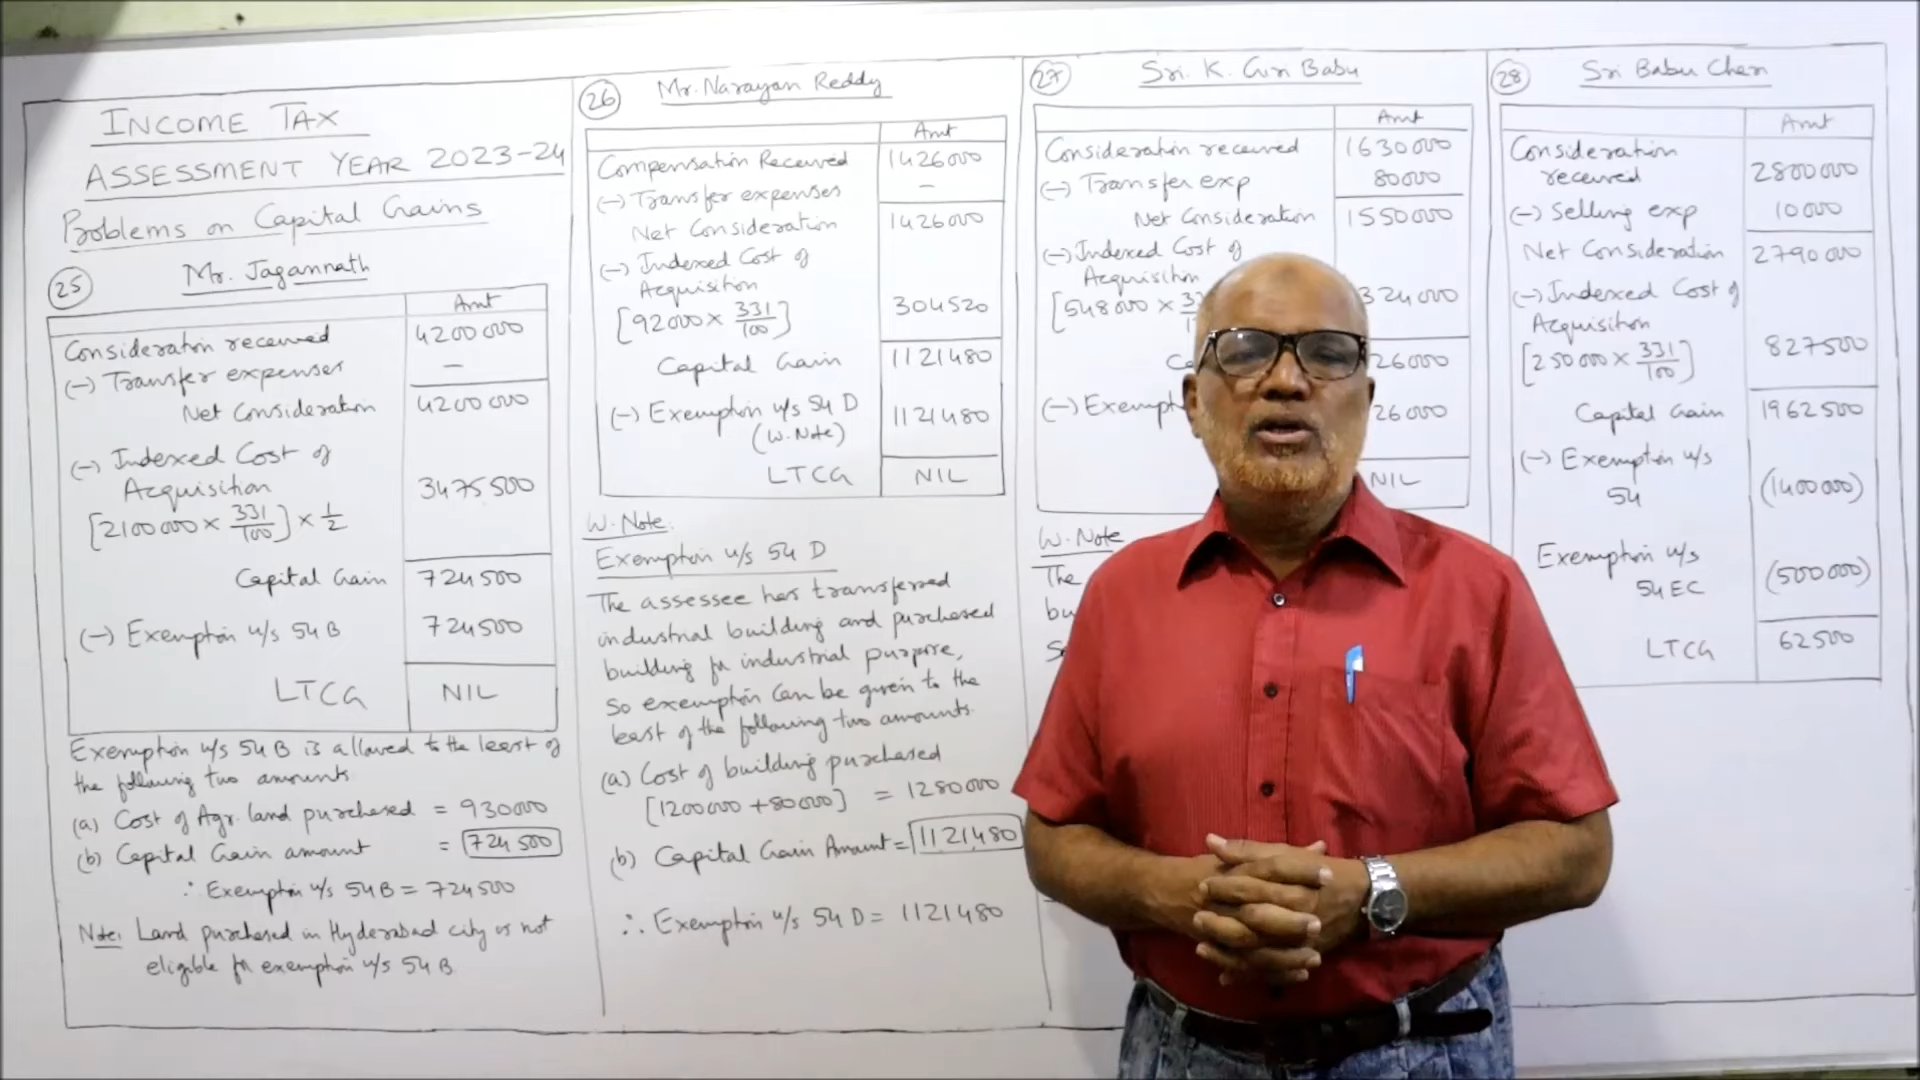 INCOME TAX
ASSESSMENT YEAR 2023-24
Problems on Capital Gains
25 Mr. Jagannath
Amt
Consideration received 4200000
(-) Transfer expenses —
Net Consideration 4200000
(-) Indexed Cost of
Acquisition 3475500
[2100000 × 331/100] × 1/2
Capital Gain 724500
(-) Exemption u/s 54 B 724500
LTCG NIL
Exemption u/s 54 B is allowed to the least of
the following two amounts
(a) Cost of Agr. land purchased = 930000
(b) Capital Gain amount = 724500
∴ Exemption u/s 54 B = 724500
Note: Land purchased in Hyderabad city is not
eligible for exemption u/s 54 B
26 Mr. Narayan Reddy
Amt
Compensation Received 1426000
(-) Transfer expenses —
Net Consideration 1426000
(-) Indexed Cost of
Acquisition
[92000 × 331/100] 304520
Capital Gain 1121480
(-) Exemption u/s 54 D 1121480
(W. Note)
LTCG NIL
W. Note.
Exemption u/s 54 D
The assessee has transferred
industrial building and purchased
building for industrial purpose,
so exemption can be given to the
least of the following two amounts.
(a) Cost of building purchased
[1200000 + 80000] = 1280000
(b) Capital Gain Amount = 1121480
∴ Exemption u/s 54 D = 1121480
27 Sri. K. Giri Babu
Amt
Consideration received 1630000
(-) Transfer exp 80000
Net Consideration 1550000
(-) Indexed Cost of
Acquisition
[548000 × 324000
26000
(-) 26000
NIL
W. Note
The
28 Sri Babu Chen
Amt
Consideration
received 2800000
(-) Selling exp 10000
Net Consideration 2790000
(-) Indexed Cost of
Acquisition
[250000 × 331/100] 827500
Capital Gain 1962500
(-) Exemption u/s
54 (1400000)
Exemption u/s
54 EC (500000)
LTCG 62500